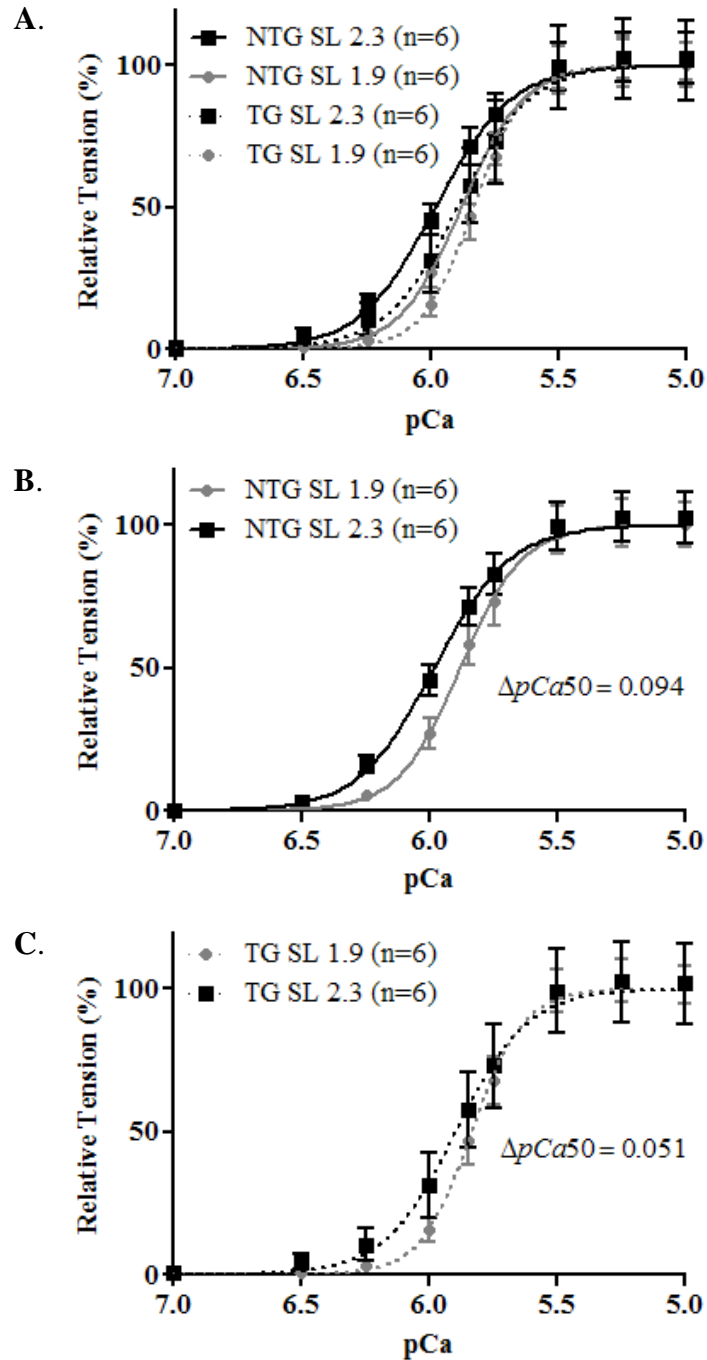 A.
NTG SL 2.3 (n=6)
NTG SL 1.9 (n=6)
TG SL 2.3 (n=6)
TG SL 1.9 (n=6)
Relative Tension (%)
100
50
0
7.0 6.5 6.0 5.5 5.0
pCa
B.
NTG SL 1.9 (n=6)
NTG SL 2.3 (n=6)
Relative Tension (%)
100
50
0
ΔpCa50 = 0.094
7.0 6.5 6.0 5.5 5.0
pCa
C.
TG SL 1.9 (n=6)
TG SL 2.3 (n=6)
Relative Tension (%)
100
50
0
ΔpCa50 = 0.051
7.0 6.5 6.0 5.5 5.0
pCa